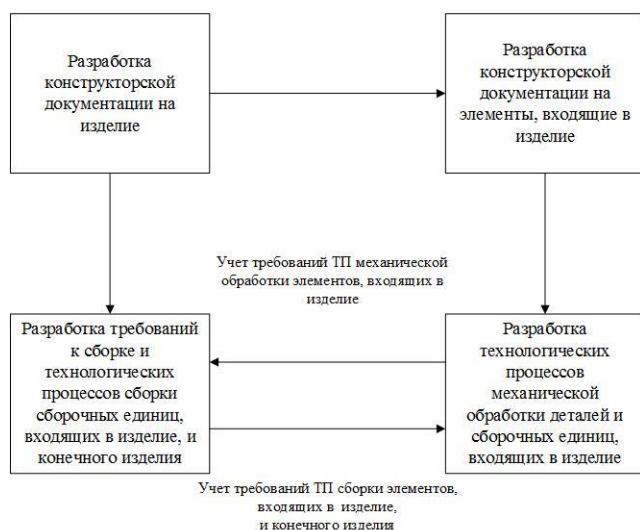 Разработка
конструкторской
документации на
изделие
Разработка
конструкторской
документации на
элементы, входящие в
изделие
Учет требований ТП механической
обработки элементов, входящих в
изделие
Разработка требований
к сборке и
технологических
процессов сборки
сборочных единиц,
входящих в изделие, и
конечного изделия
Разработка
технологических
процессов
механической
обработки деталей и
сборочных единиц,
входящих в изделие
Учет требований ТП сборки элементов,
входящих в изделие,
и конечного изделия